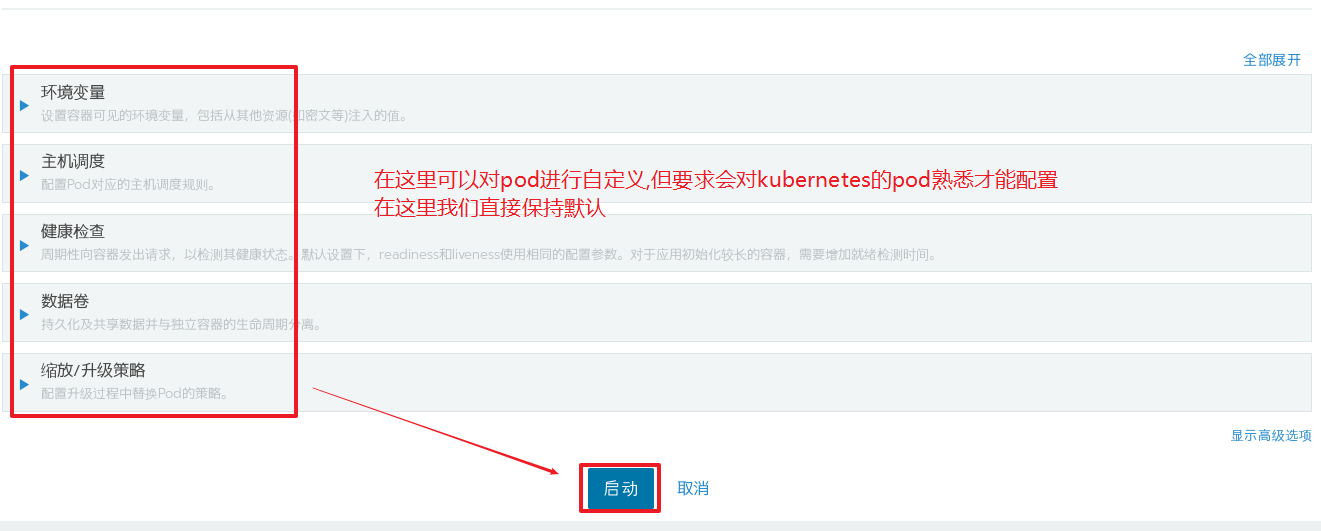 全部展开
环境变量
设置容器可见的环境变量，包括从其他资源(如密文等)注入的值。
主机调度
配置Pod对应的主机调度规则。
在这里可以对pod进行自定义,但要求会对kubernetes的pod熟悉才能配置
在这里我们直接保持默认
健康检查
周期性向容器发出请求，以检测其健康状态。默认设置下，readiness和liveness使用相同的配置参数。对于应用初始化较长的容器，需要增加就绪检测时间。
数据卷
持久化及共享数据并与独立容器的生命周期分离。
缩放/升级策略
配置升级过程中替换Pod的策略。
显示高级选项
启动
取消